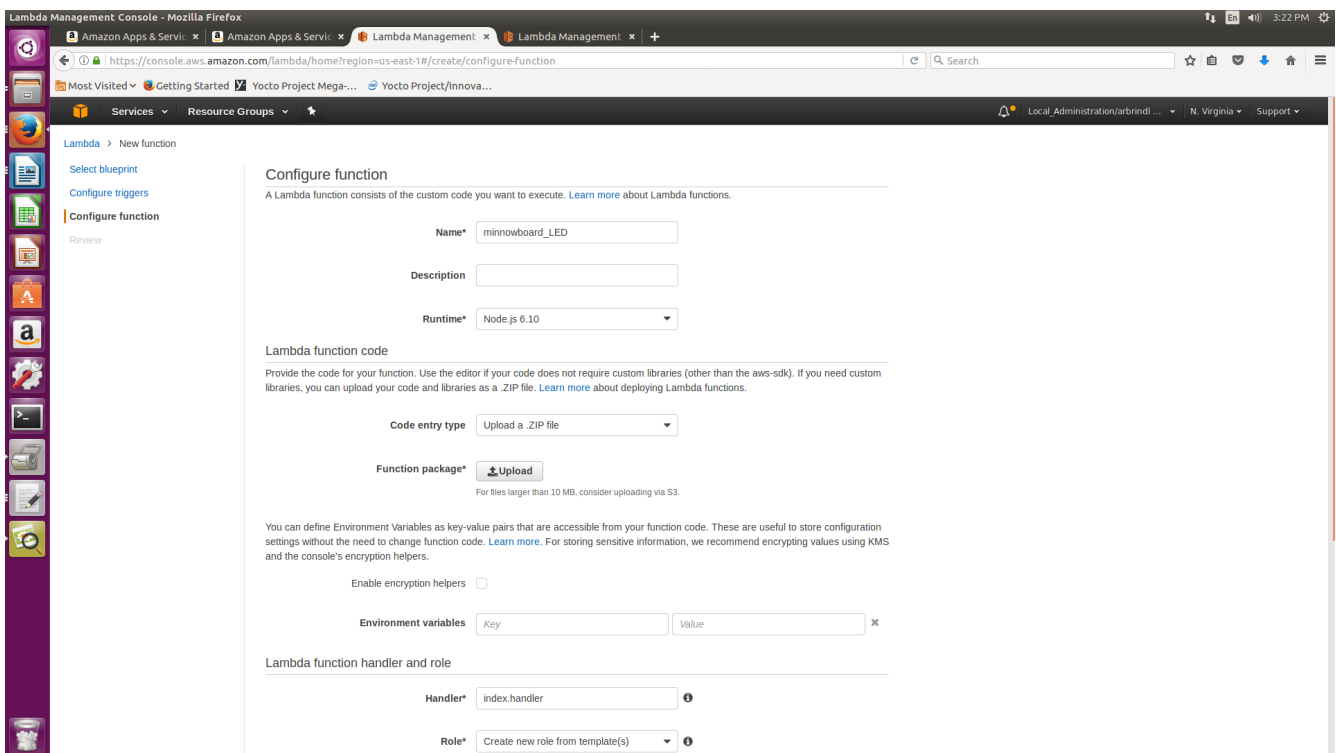 Lambda Management Console - Mozilla Firefox
En
3:22 PM
Amazon Apps & Servic
Amazon Apps & Servic
Lambda Management
Lambda Management
https://console.aws.amazon.com/lambda/home?region=us-east-1#/create/configure-function
Search
Most Visited
Getting Started
Yocto Project Mega-...
Yocto Project/Innova...
Services
Resource Groups
Local_Administration/arbrindl ...
N. Virginia
Support
Lambda > New function
Select blueprint
Configure triggers
Configure function
Review
Configure function
A Lambda function consists of the custom code you want to execute. Learn more about Lambda functions.
Name* minnowboard_LED
Description
Runtime* Node.js 6.10
Lambda function code
Provide the code for your function. Use the editor if your code does not require custom libraries (other than the aws-sdk). If you need custom
libraries, you can upload your code and libraries as a .ZIP file. Learn more about deploying Lambda functions.
Code entry type Upload a .ZIP file
Function package* Upload
For files larger than 10 MB, consider uploading via S3.
You can define Environment Variables as key-value pairs that are accessible from your function code. These are useful to store configuration
settings without the need to change function code. Learn more. For storing sensitive information, we recommend encrypting values using KMS
and the console's encryption helpers.
Enable encryption helpers
Environment variables Key Value
Lambda function handler and role
Handler* index.handler
Role* Create new role from template(s)